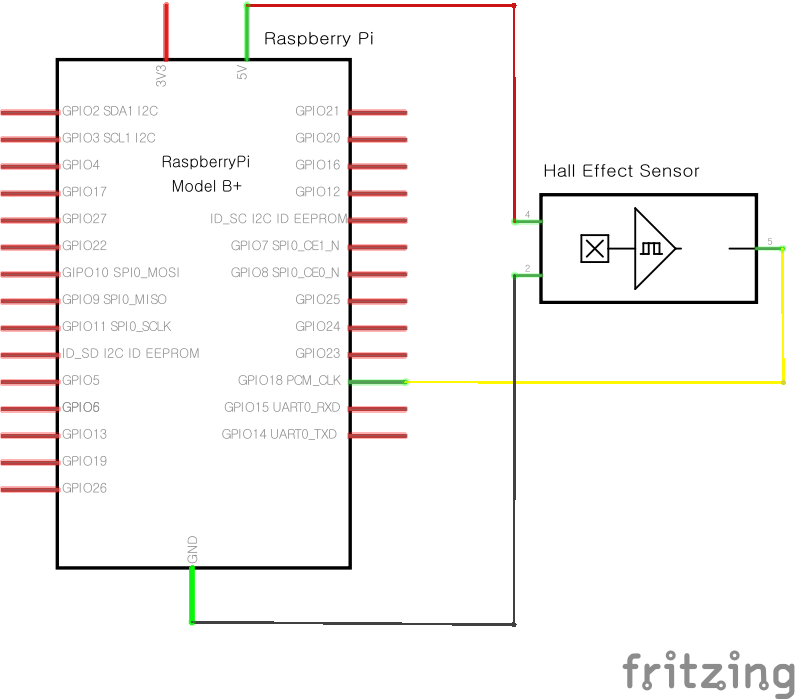 Raspberry Pi
3V3
5V
RaspberryPi
Model B+
GPIO2 SDA1 I2C
GPIO3 SCL1 I2C
GPIO4
GPIO17
GPIO27
GPIO22
GIPO10 SPI0_MOSI
GPIO9 SPI0_MISO
GPIO11 SPI0_SCLK
ID_SD I2C ID EEPROM
GPIO5
GPIO6
GPIO13
GPIO19
GPIO26
GPIO21
GPIO20
GPIO16
GPIO12
ID_SC I2C ID EEPROM
GPIO7 SPI0_CE1_N
GPIO8 SPI0_CE0_N
GPIO25
GPIO24
GPIO23
GPIO18 PCM_CLK
GPIO15 UART0_RXD
GPIO14 UART0_TXD
GND
Hall Effect Sensor
4
2
5
fritzing